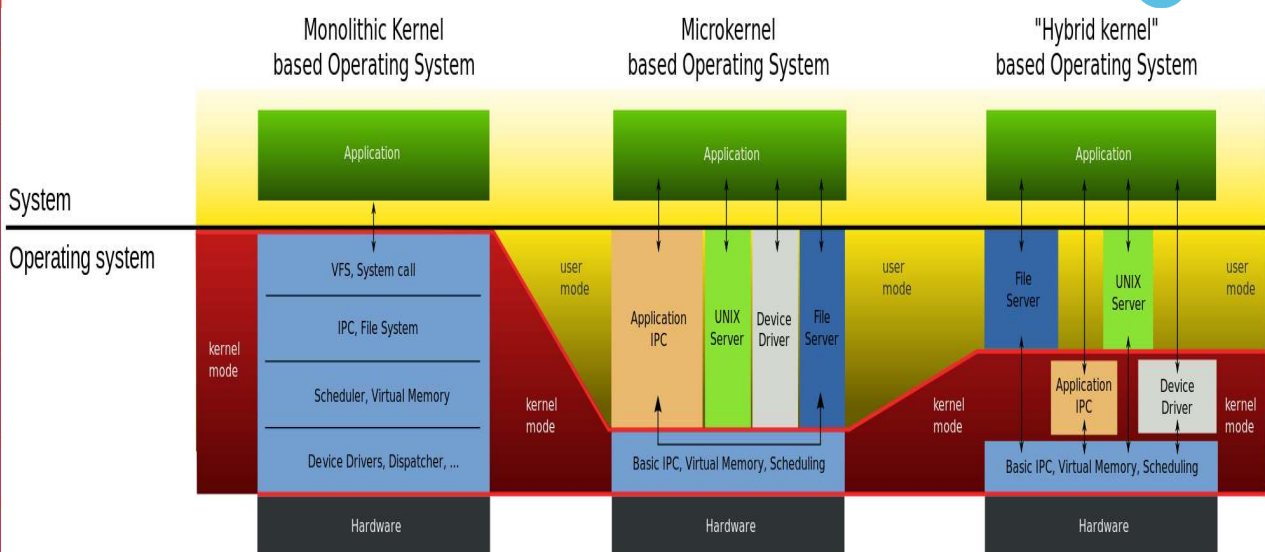 Monolithic Kernel
based Operating System
Microkernel
based Operating System
"Hybrid kernel"
based Operating System
Application
Application
Application
System
Operating system
VFS, System call
IPC, File System
Scheduler, Virtual Memory
Device Drivers, Dispatcher, ...
kernel
mode
user
mode
kernel
mode
Application
IPC
UNIX
Server
Device
Driver
File
Server
Basic IPC, Virtual Memory, Scheduling
user
mode
kernel
mode
File
Server
UNIX
Server
user
mode
Application
IPC
Device
Driver
kernel
mode
Basic IPC, Virtual Memory, Scheduling
Hardware
Hardware
Hardware